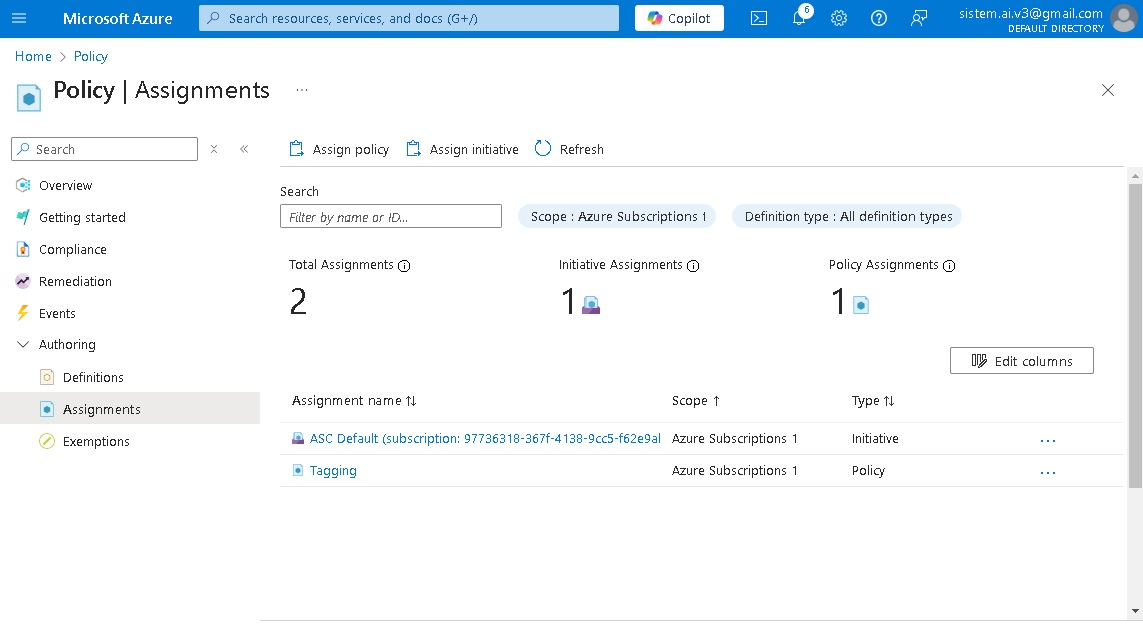 Microsoft Azure
Search resources, services, and docs (G+/)
Copilot
6
sistem.ai.v3@gmail.com
DEFAULT DIRECTORY
Home > Policy
Policy | Assignments ...
Search
Assign policy
Assign initiative
Refresh
Overview
Getting started
Compliance
Remediation
Events
Authoring
Definitions
Assignments
Exemptions
Search
Filter by name or ID...
Scope : Azure Subscriptions 1
Definition type : All definition types
Total Assignments
2
Initiative Assignments
1
Policy Assignments
1
Edit columns
Assignment name Scope Type
ASC Default (subscription: 97736318-367f-4138-9cc5-f62e9al Azure Subscriptions 1 Initiative ...
Tagging Azure Subscriptions 1 Policy ...